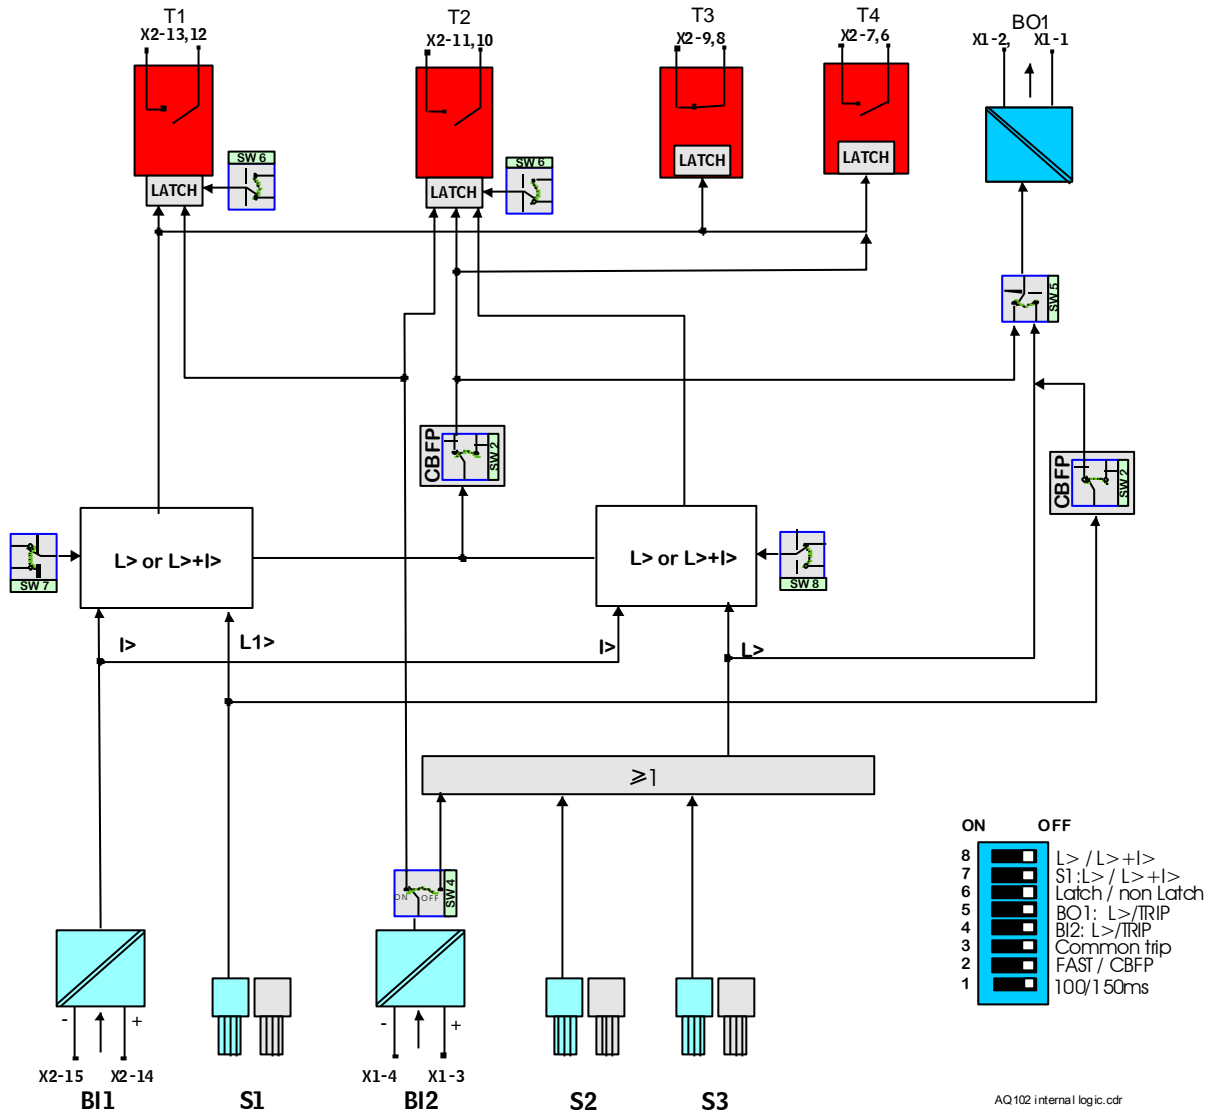 T1
T2
T3
T4
BO1
X2-13,12
X2-11,10
X2-9,8
X2-7,6
X1-2,
X1-1
SW 6
SW 6
LATCH
LATCH
LATCH
LATCH
SW 5
CBFP
SW 2
CBFP
SW 2
L> or L>+I>
L> or L>+I>
SW 7
SW 8
I>
L1>
I>
L>
≥1
ON
OFF
SW 4
ON OFF
8 L> / L>+I>
7 S1:L> / L>+I>
6 Latch / non Latch
5 BO1: L>/TRIP
4 BI2: L>/TRIP
3 Common trip
2 FAST / CBFP
1 100/150ms
- +
- +
X2-15
X2-14
X1-4
X1-3
BI1
S1
BI2
S2
S3
AQ102 internal logic.cdr